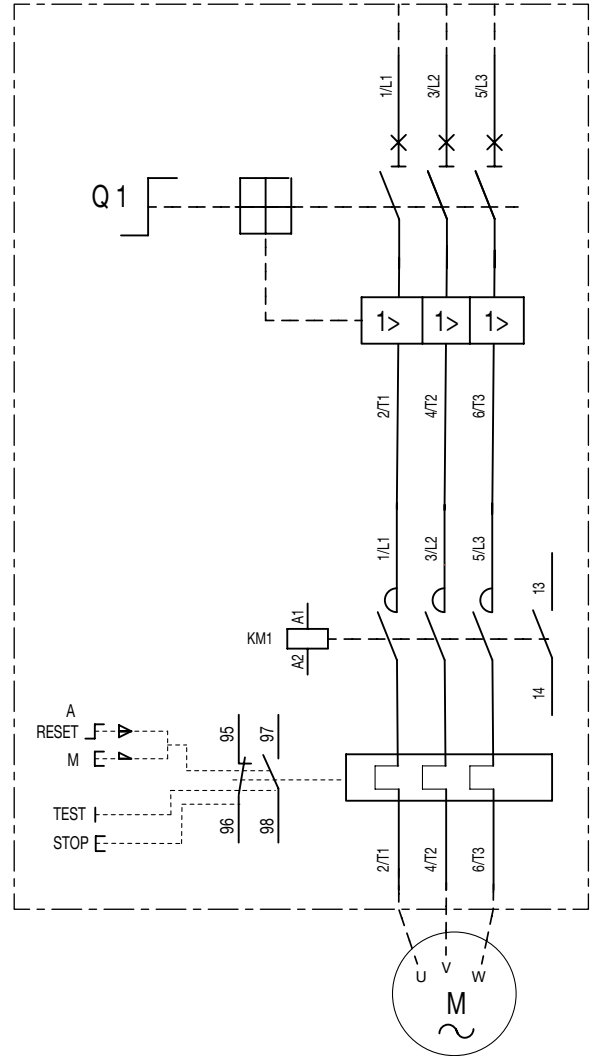 1/L1 3/L2 5/L3
Q1
1> 1> 1>
2/T1 4/T2 6/T3
1/L1 3/L2 5/L3
13
A1
KM1
A2
14
A
RESET
M
95 97
TEST
STOP
96 98
2/T1 4/T2 6/T3
U V W
M